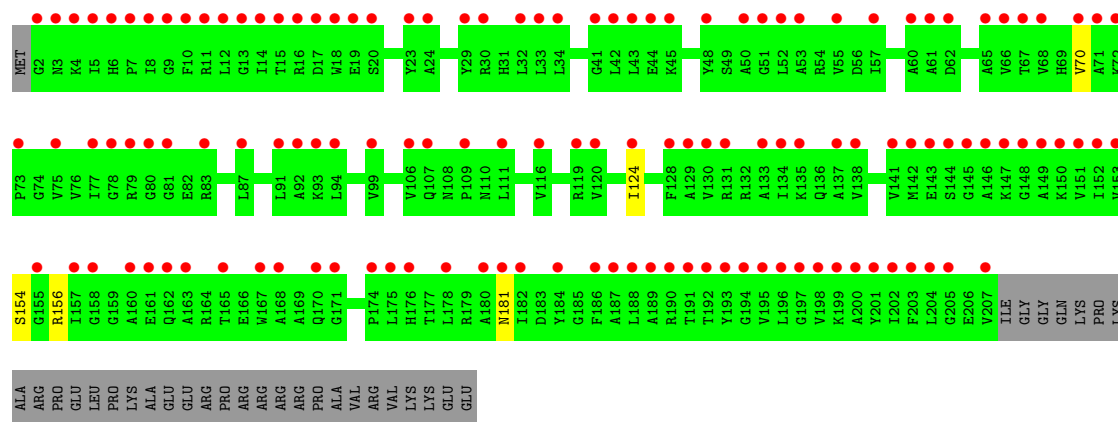 MET G2 N3 K4 I5 H6 P7 I8 G9 F10 R11 L12 G13 I14 T15 R16 D17 W18 E19 S20 Y23 A24 Y29 R30 H31 L32 L33 L34 G41 L42 L43 E44 K45 Y48 S49 A50 G51 L52 A53 R54 V55 D56 I57 A60 A61 D62 A65 V66 T67 V68 H69 V70 A71 K72
P73 G74 V75 V76 I77 G78 R79 G80 G81 E82 R83 L87 L91 A92 K93 L94 V99 V106 Q107 N108 P109 N110 L111 V116 R119 V120 I124 F128 A129 V130 R131 R132 A133 I134 K135 Q136 A137 V138 V141 M142 E143 S144 G145 A146 K147 G148 A149 K150 V151 I152 V153
S154 G155 R156 I157 G158 G159 A160 E161 Q162 A163 R164 T165 E166 W167 A168 A169 Q170 G171 P174 L175 H176 T177 L178 R179 A180 N181 I182 D183 Y184 G185 F186 A187 L188 A189 R190 T191 T192 Y193 G194 V195 L196 G197 V198 K199 A200 Y201 I202 F203 L204 G205 E206 V207 ILE GLY GLY GLN LYS PRO LYS
ALA ARG PRO GLU LEU PRO LYS ALA GLU GLU ARG PRO ARG ARG ARG ARG PRO ALA VAL ARG VAL LYS LYS GLU GLU